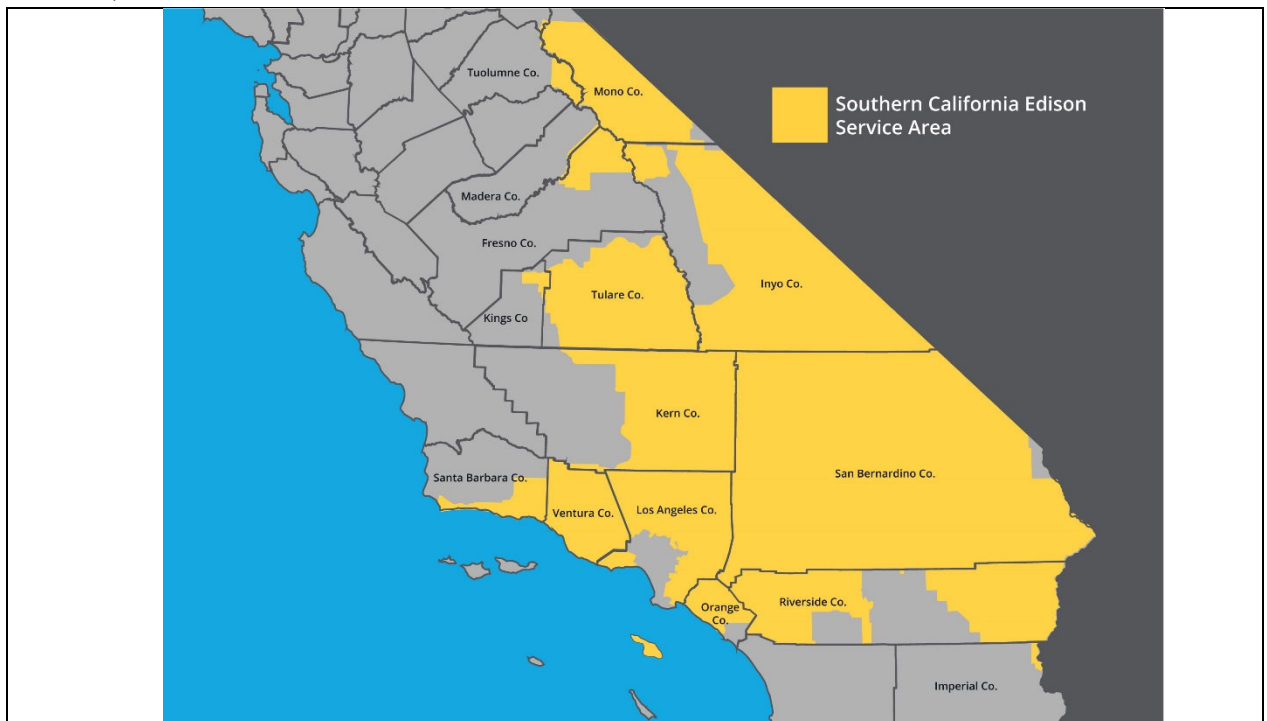 Tuolumne Co.
Mono Co.
Southern California Edison
Service Area
Madera Co.
Fresno Co.
Tulare Co.
Inyo Co.
Kings Co
Kern Co.
Santa Barbara Co.
San Bernardino Co.
Ventura Co.
Los Angeles Co.
Orange
Co.
Riverside Co.
Imperial Co.